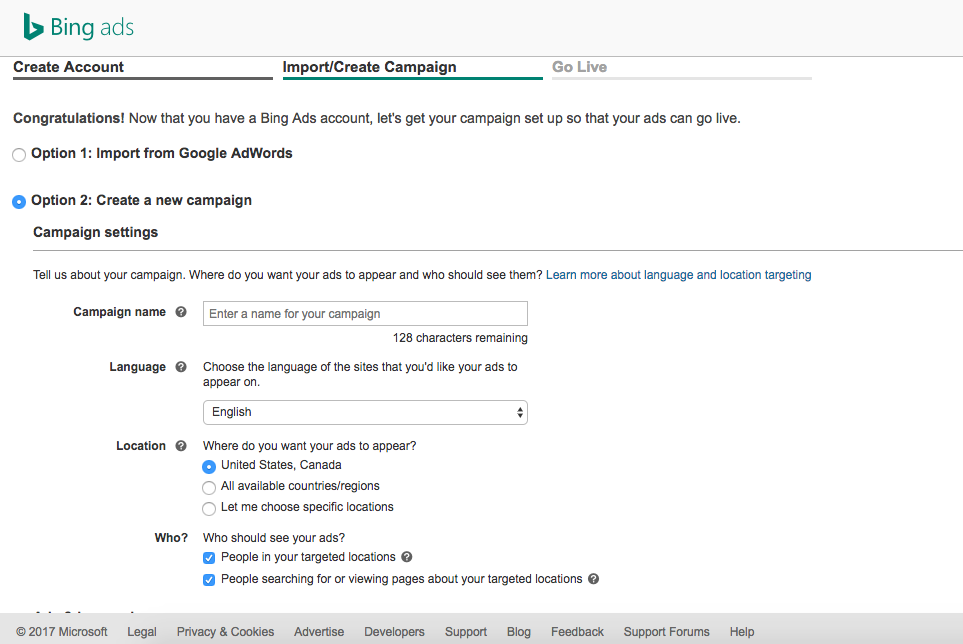 Bing ads
Create Account
Import/Create Campaign
Go Live
Congratulations! Now that you have a Bing Ads account, let's get your campaign set up so that your ads can go live.
Option 1: Import from Google AdWords
Option 2: Create a new campaign
Campaign settings
Tell us about your campaign. Where do you want your ads to appear and who should see them? Learn more about language and location targeting
Campaign name ?
Enter a name for your campaign
128 characters remaining
Language ?
Choose the language of the sites that you'd like your ads to
appear on.
English
Location ?
Where do you want your ads to appear?
United States, Canada
All available countries/regions
Let me choose specific locations
Who?
Who should see your ads?
People in your targeted locations ?
People searching for or viewing pages about your targeted locations ?
© 2017 Microsoft Legal Privacy & Cookies Advertise Developers Support Blog Feedback Support Forums Help